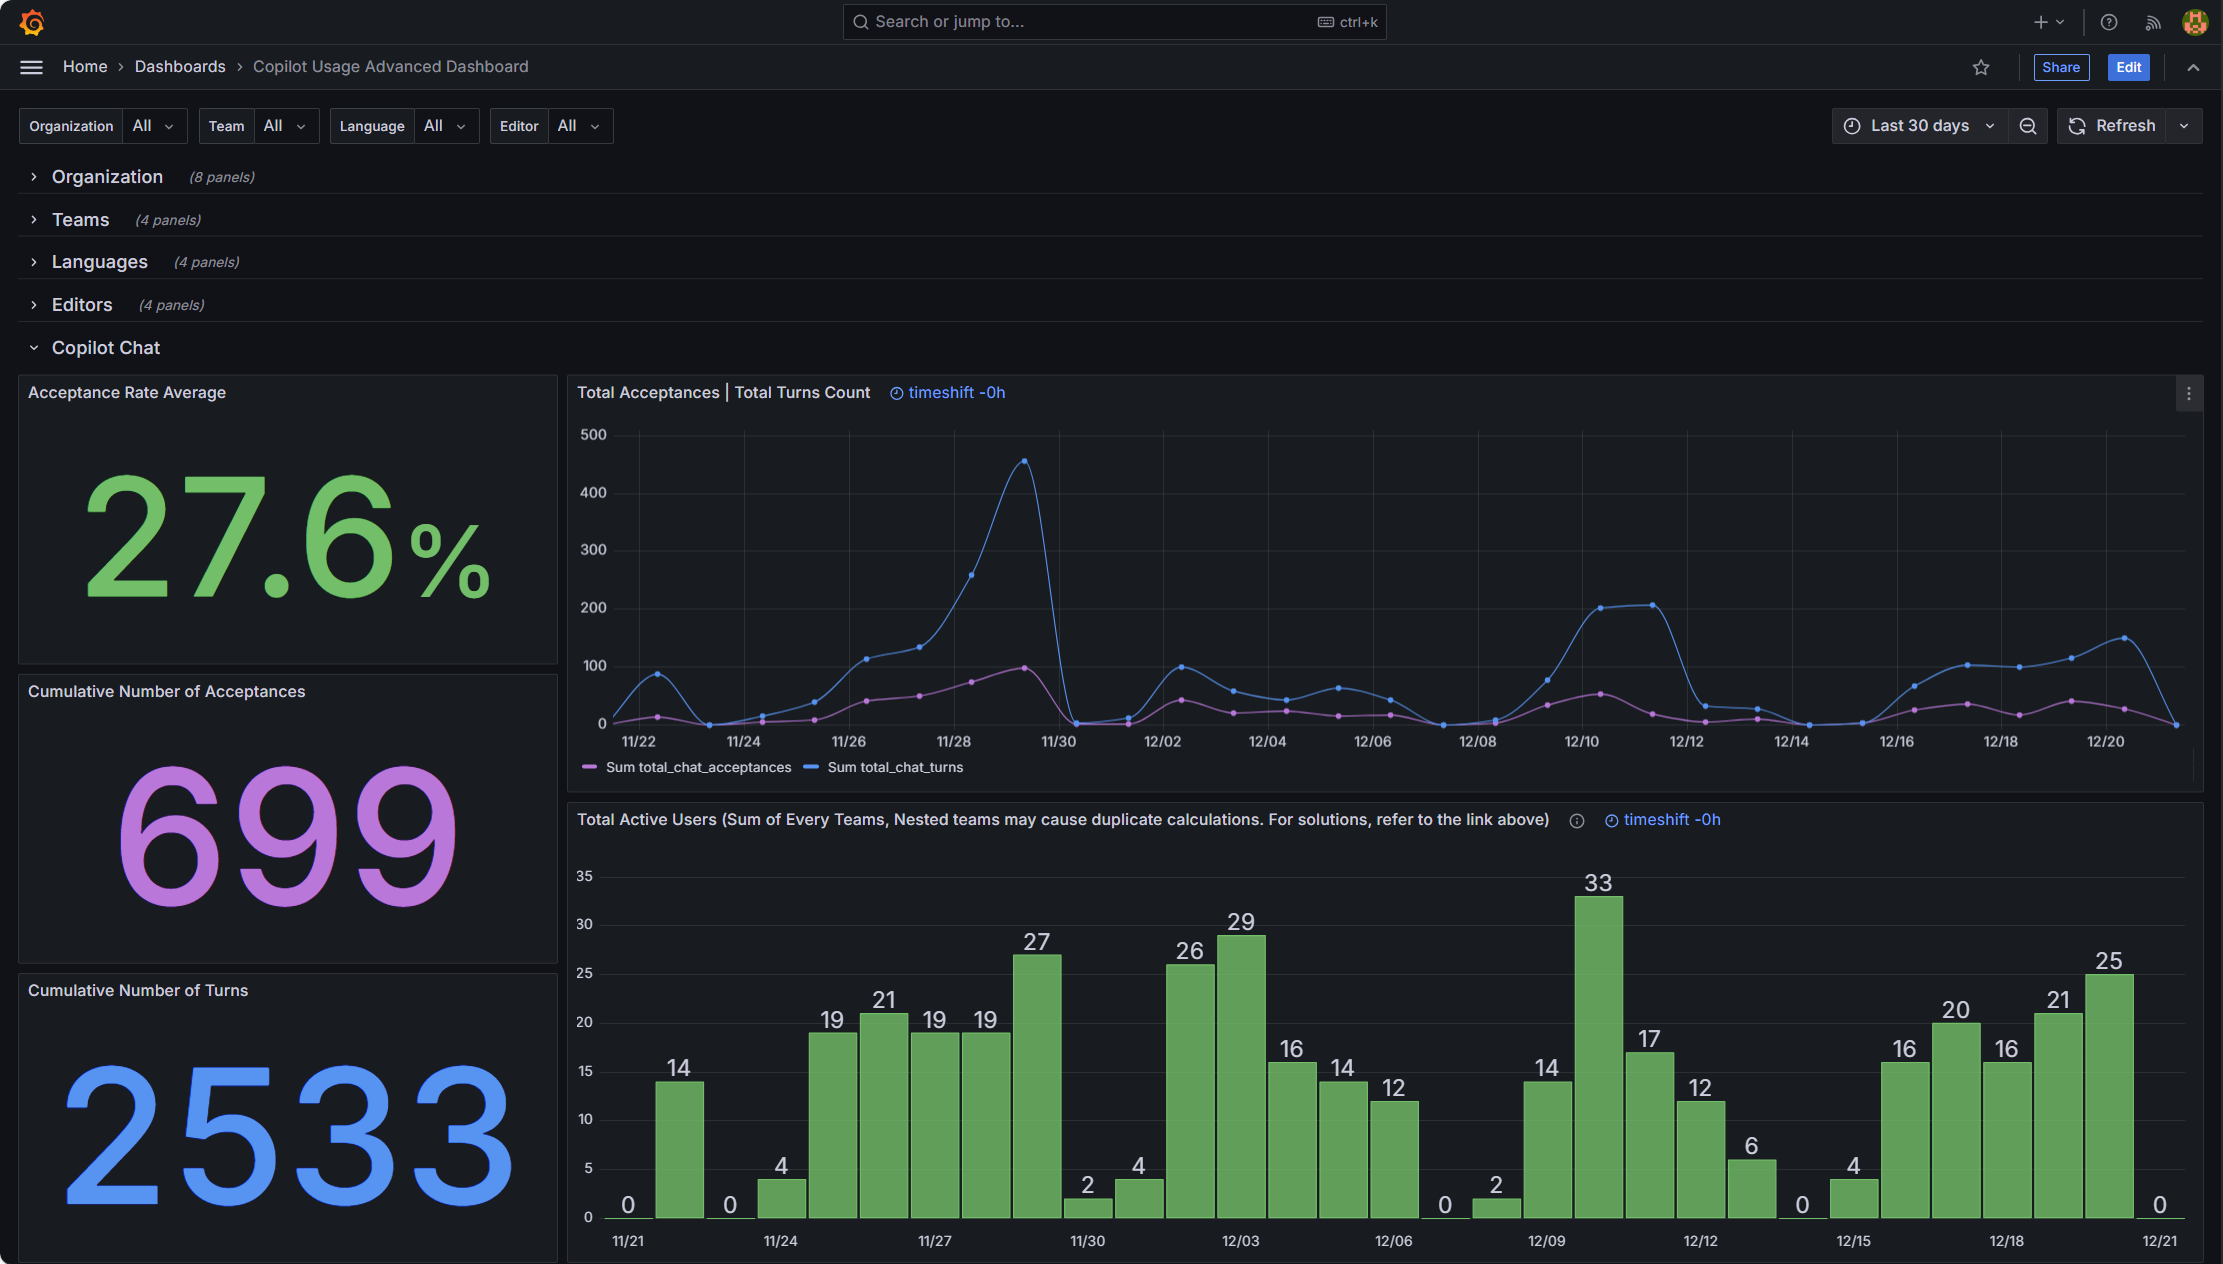 Search or jump to... ctrl+k
Home › Dashboards › Copilot Usage Advanced Dashboard
Share Edit
Organization All Team All Language All Editor All
Last 30 days Refresh
Organization (8 panels)
Teams (4 panels)
Languages (4 panels)
Editors (4 panels)
Copilot Chat
Acceptance Rate Average
27.6%
Cumulative Number of Acceptances
699
Cumulative Number of Turns
2533
Total Acceptances | Total Turns Count timeshift -0h
500
400
300
200
100
0
11/22 11/24 11/26 11/28 11/30 12/02 12/04 12/06 12/08 12/10 12/12 12/14 12/16 12/18 12/20
Sum total_chat_acceptances Sum total_chat_turns
Total Active Users (Sum of Every Teams, Nested teams may cause duplicate calculations. For solutions, refer to the link above) timeshift -0h
35
30
25
20
15
10
5
0
0 14 0 4 19 21 19 19 27 2 4 26 29 16 14 12 0 2 14 33 17 12 6 0 4 16 20 16 21 25 0
11/21 11/24 11/27 11/30 12/03 12/06 12/09 12/12 12/15 12/18 12/21